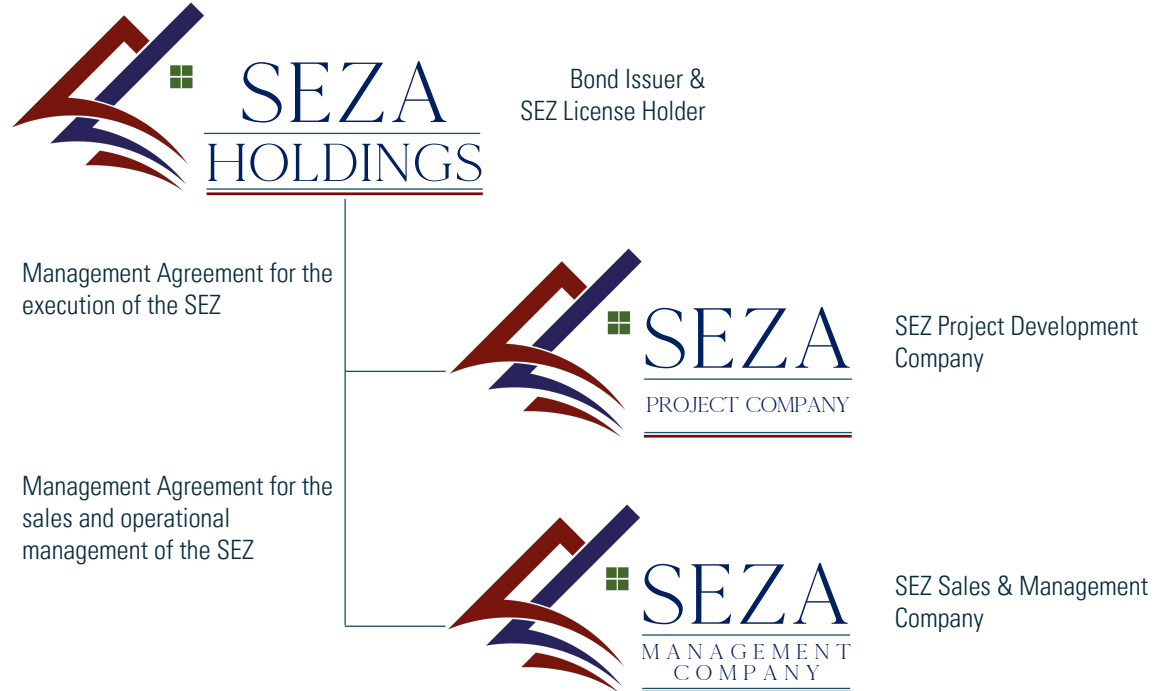 SEZA
HOLDINGS
Bond Issuer &
SEZ License Holder
Management Agreement for the
execution of the SEZ
SEZA
PROJECT COMPANY
SEZ Project Development
Company
Management Agreement for the
sales and operational
management of the SEZ
SEZA
MANAGEMENT
COMPANY
SEZ Sales & Management
Company